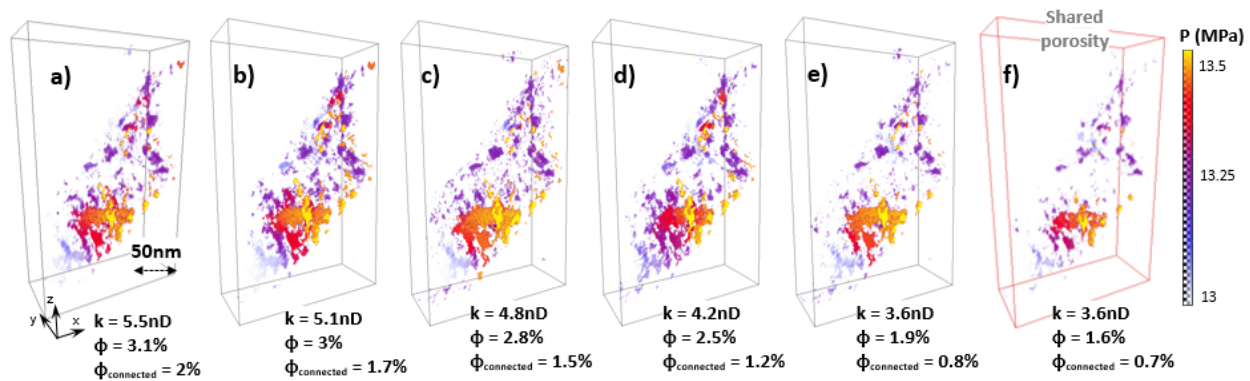 Shared
porosity
P (MPa)
a)
b)
c)
d)
e)
f)
13.5
13.25
13
50nm
z
y
x
k = 5.5nD
ϕ = 3.1%
ϕconnected = 2%
k = 5.1nD
ϕ = 3%
ϕconnected = 1.7%
k = 4.8nD
ϕ = 2.8%
ϕconnected = 1.5%
k = 4.2nD
ϕ = 2.5%
ϕconnected = 1.2%
k = 3.6nD
ϕ = 1.9%
ϕconnected = 0.8%
k = 3.6nD
ϕ = 1.6%
ϕconnected = 0.7%